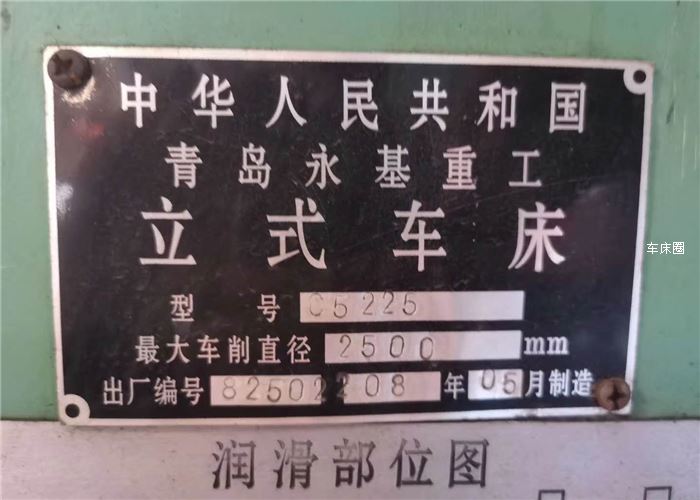 中华人民共和国
青岛永基重工
立式车床
型号 C5225
最大车削直径 2500 mm
出厂编号 82502208 年 05 月制造
润滑部位图
车床圈